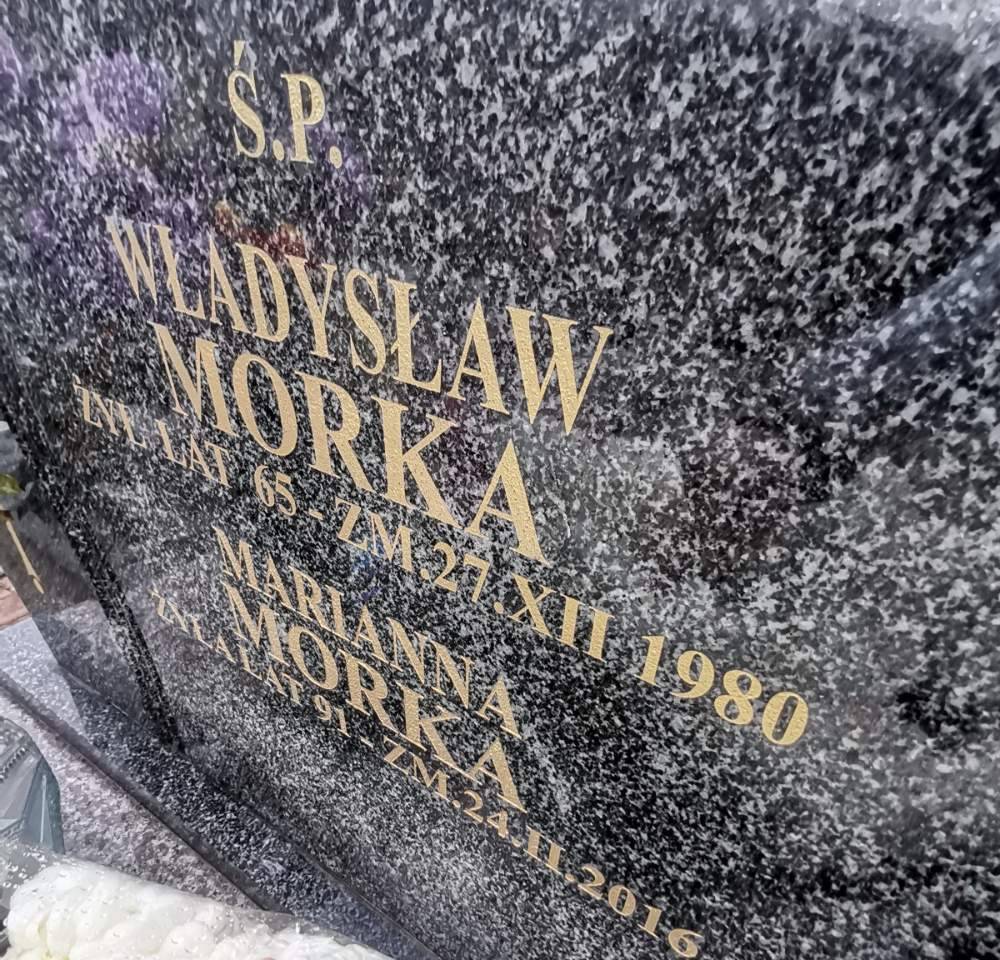 Ś.P.
WŁADYSŁAW
MORKA
ŻYŁ LAT 65 - ZM.27.XII 1980
MARIANNA
MORKA
ŻYŁA LAT 91 - ZM.24.II.2016